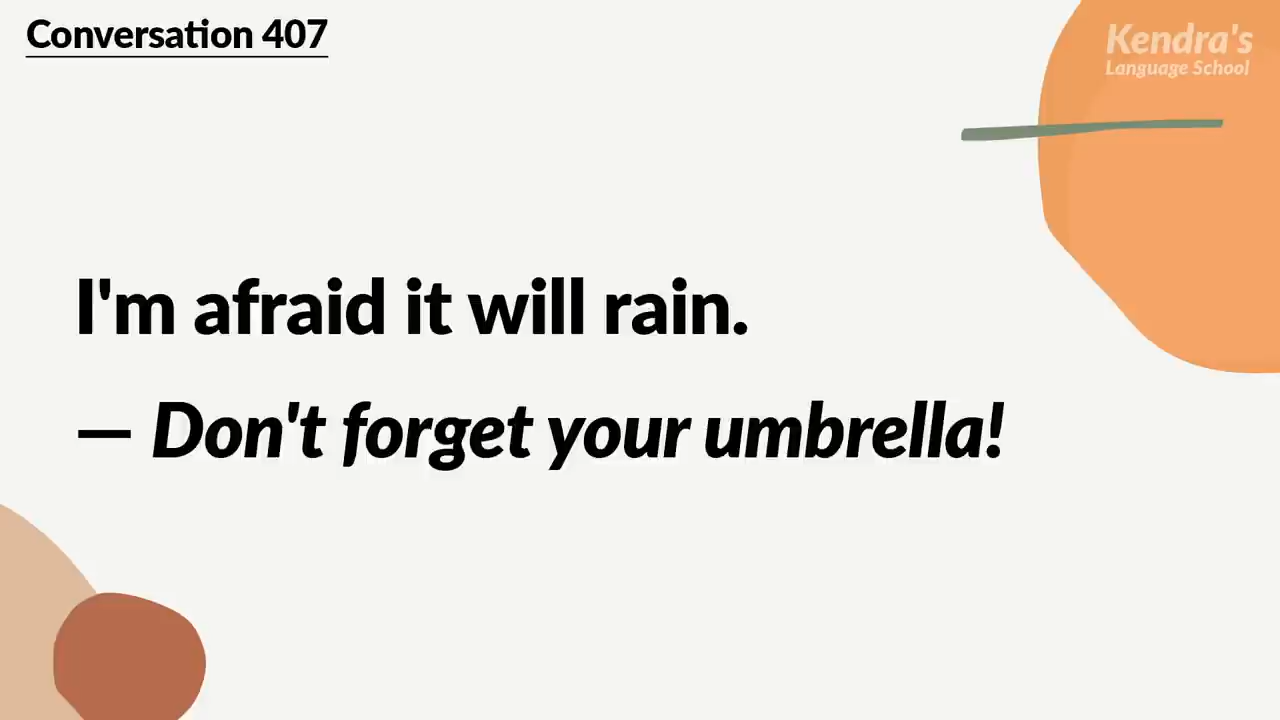 Conversation 407
Kendra's
Language School
I'm afraid it will rain.
— Don't forget your umbrella!